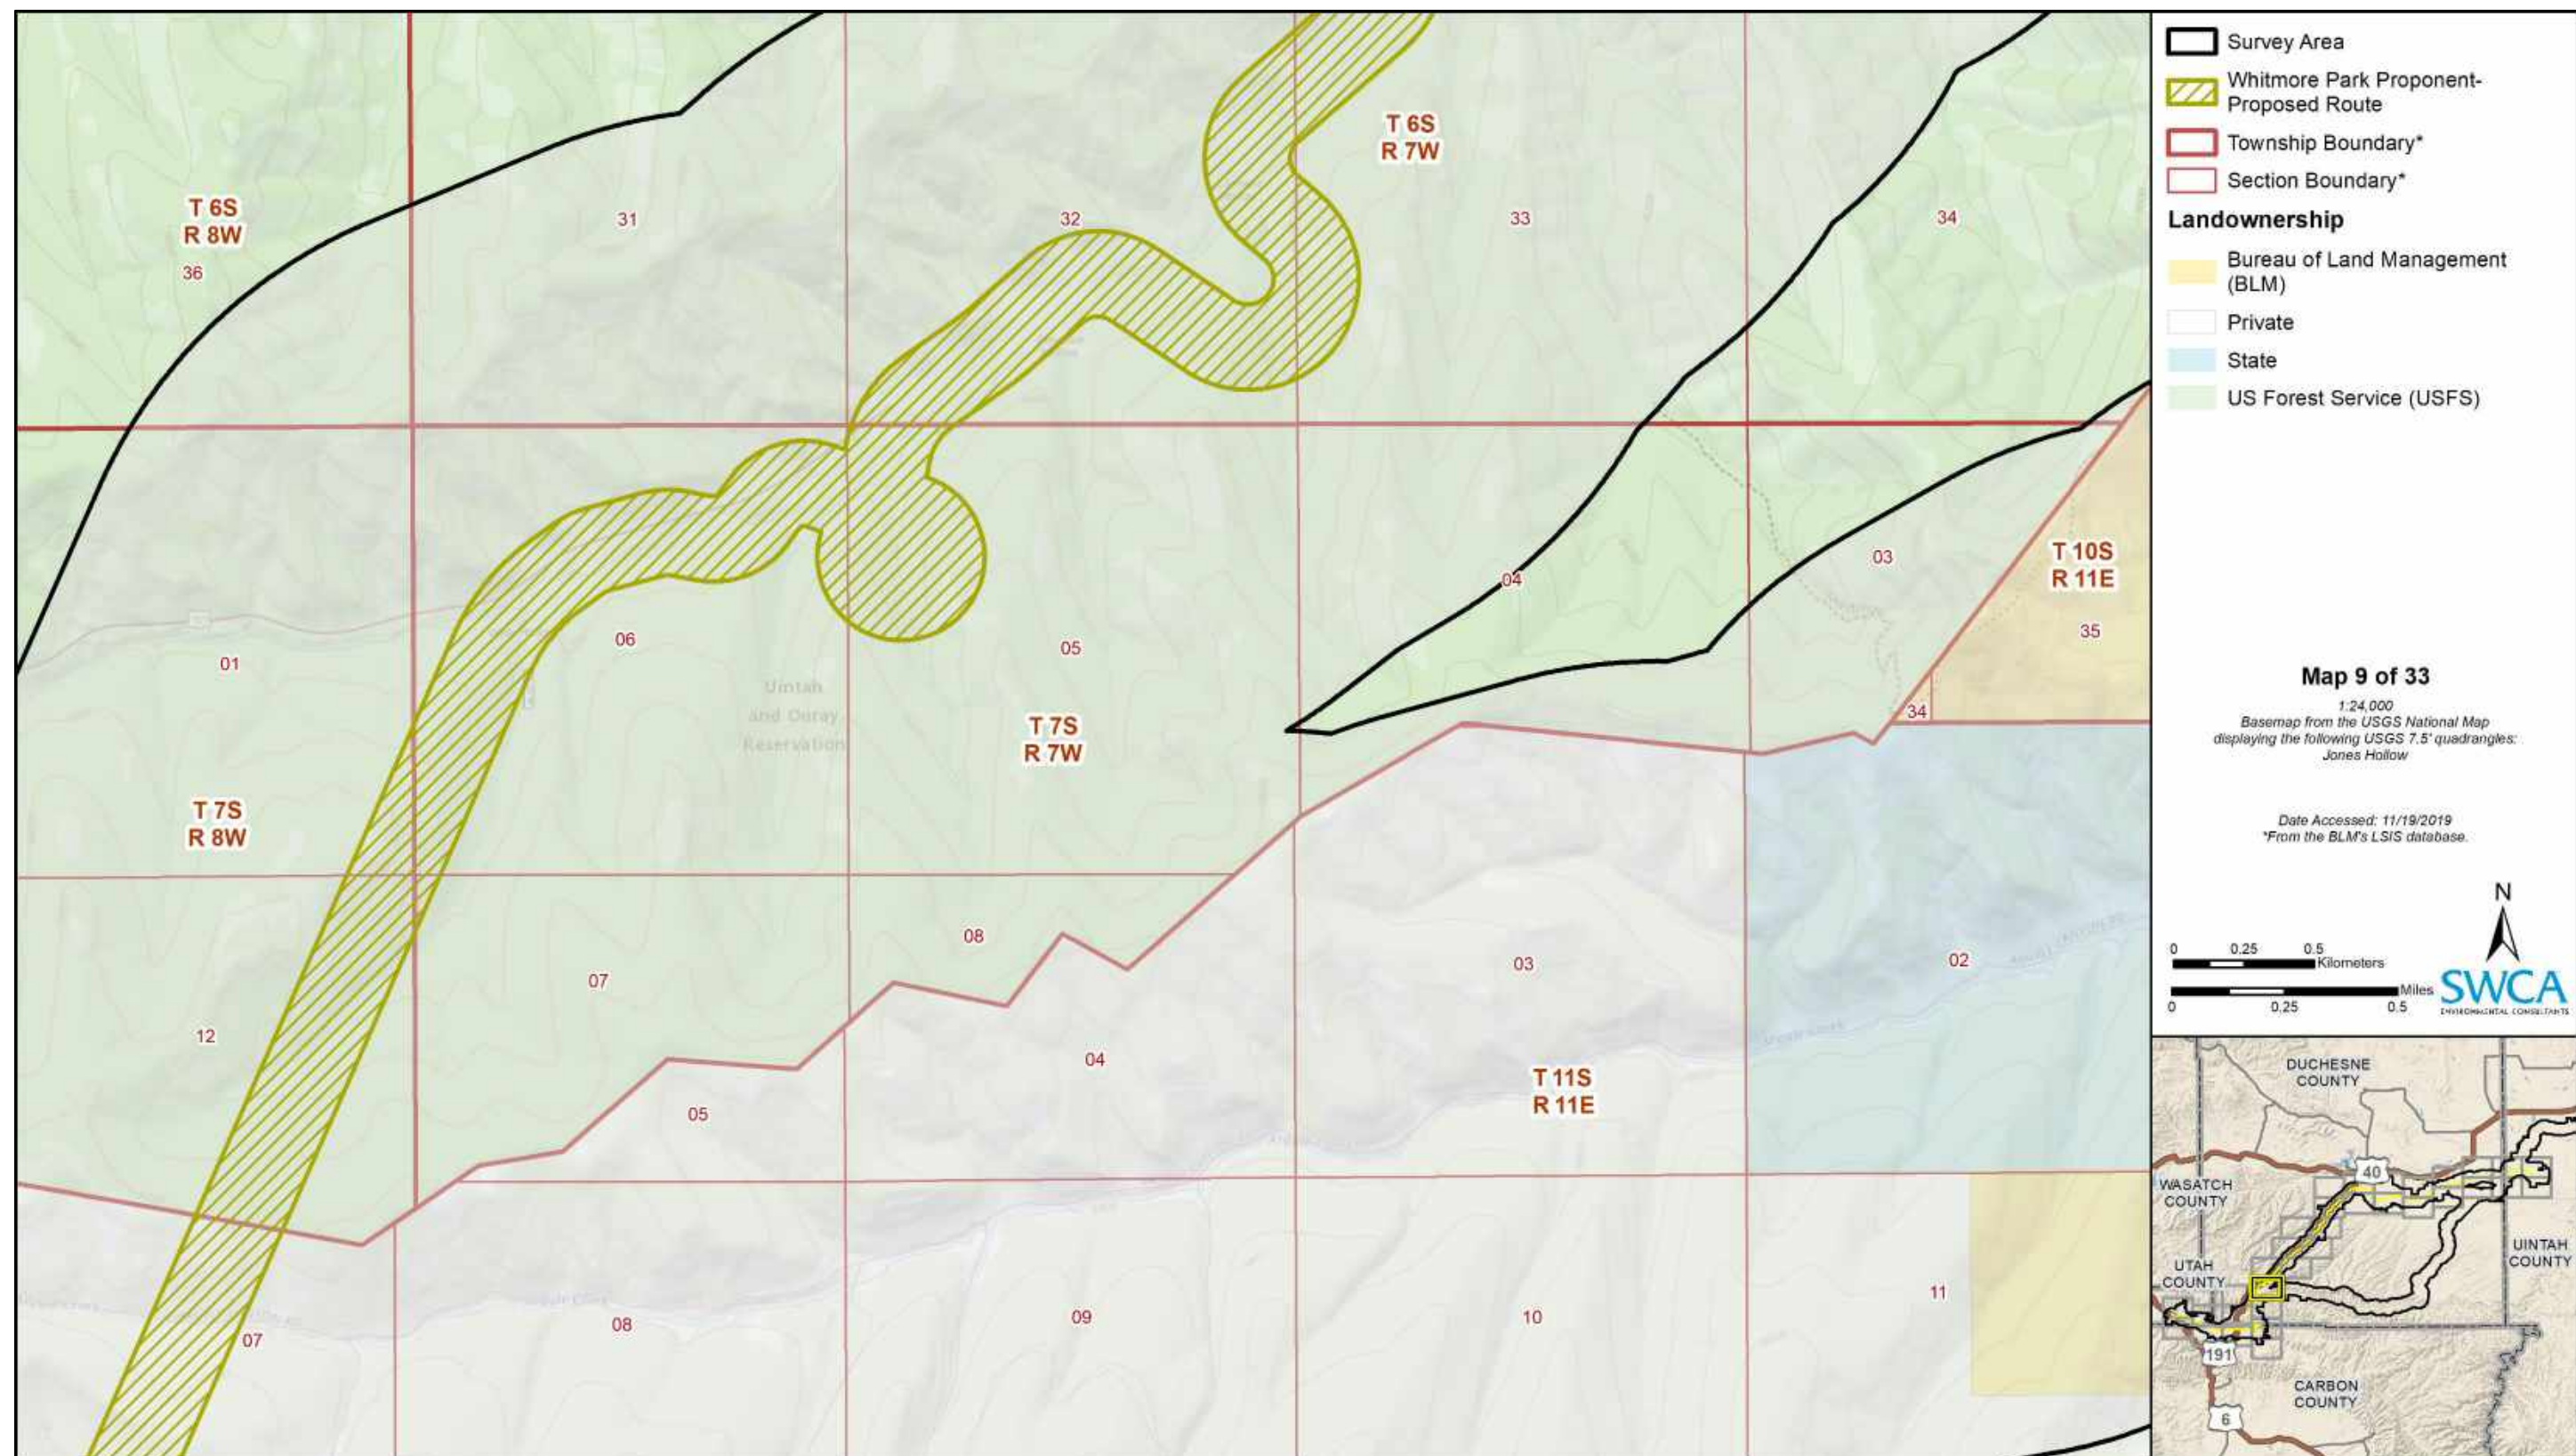 T 6S
R 7W
T 6S
R 8W
31
32
33
34
36
T 10S
R 11E
03
04
35
06
05
01
Uintah
and Ouray
Reservation
34
T 7S
R 7W
T 7S
R 8W
08
03
02
07
12
04
T 11S
R 11E
05
11
09
10
08
07
Survey Area
Whitmore Park Proponent-
Proposed Route
Township Boundary*
Section Boundary*
Landownership
Bureau of Land Management
(BLM)
Private
State
US Forest Service (USFS)
Map 9 of 33
1:24,000
Basemap from the USGS National Map
displaying the following USGS 7.5' quadrangles:
Jones Hollow
Date Accessed: 11/19/2019
*From the BLM's LSIS database.
N
0 0.25 0.5
Kilometers
Miles
0 0.25 0.5
SWCA
ENVIRONMENTAL CONSULTANTS
DUCHESNE
COUNTY
40
WASATCH
COUNTY
UINTAH
COUNTY
UTAH
COUNTY
191
CARBON
COUNTY
6